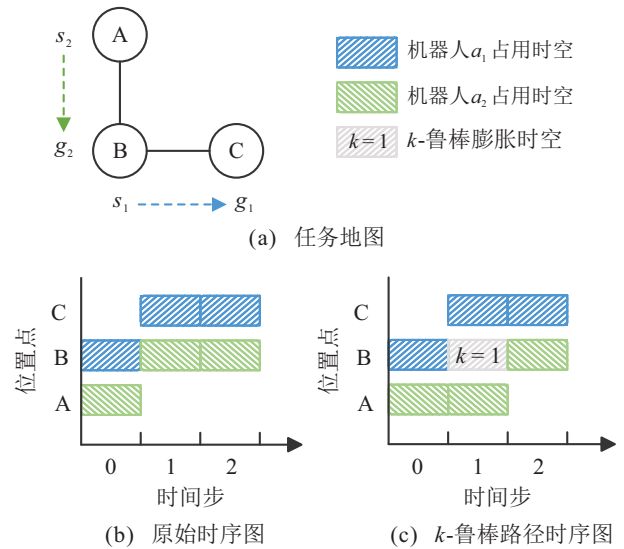 s₂
A
g₂
B
C
s₁
g₁
机器人a₁占用时空
机器人a₂占用时空
k=1 k-鲁棒膨胀时空
(a) 任务地图
位置点
C
B
A
0 1 2
时间步
(b) 原始时序图
位置点
C
B
k=1
A
0 1 2
时间步
(c) k-鲁棒路径时序图